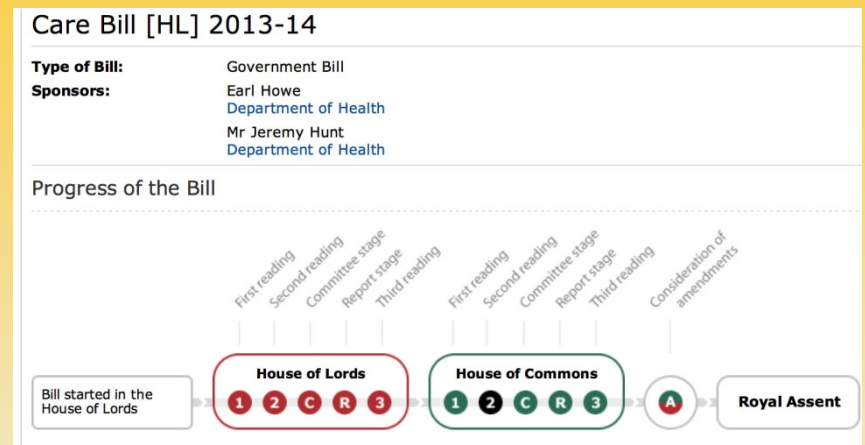 Care Bill [HL] 2013-14
Type of Bill: Government Bill
Sponsors: Earl Howe
Department of Health
Mr Jeremy Hunt
Department of Health
Progress of the Bill
First reading
Second reading
Committee stage
Report stage
Third reading
First reading
Second reading
Committee stage
Report stage
Third reading
Consideration of
amendments
Bill started in the
House of Lords
House of Lords
1 2 C R 3
House of Commons
1 2 C R 3
A
Royal Assent